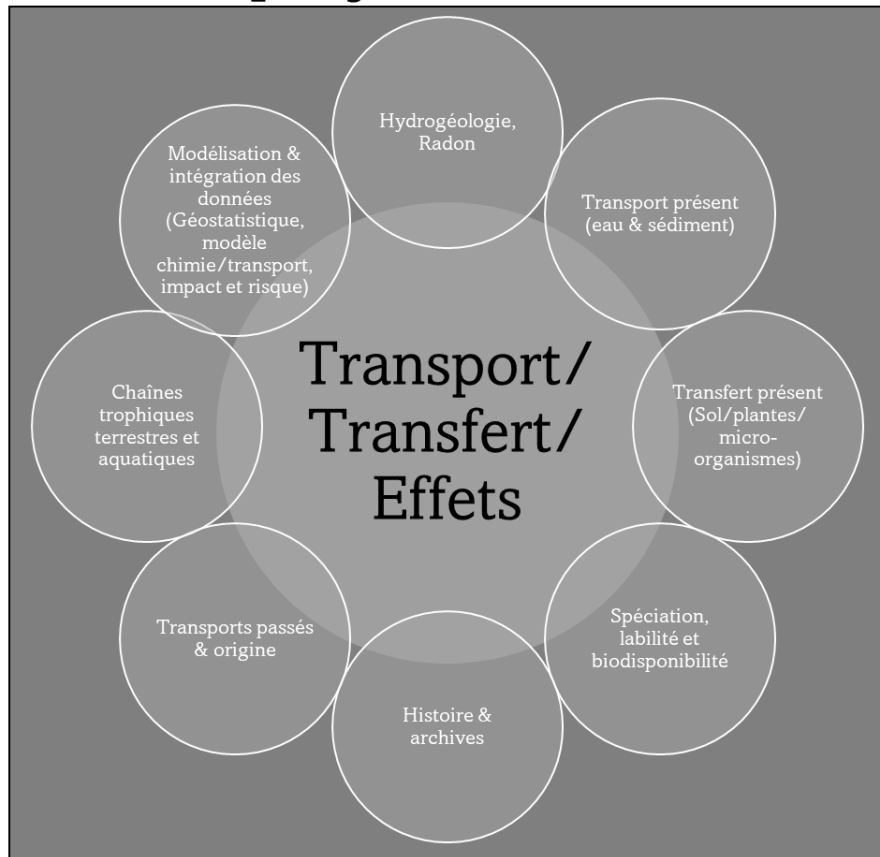 Hydrogéologie,
Radon
Transport présent
(eau & sédiment)
Transfert présent
(Sol/plantes/
micro-
organismes)
Spéciation,
labilité et
biodisponibilité
Histoire &
archives
Transports passés
& origine
Chaînes
trophiques
terrestres et
aquatiques
Modélisation &
intégration des
données
(Géostatistique,
modèle
chimie/transport,
impact et risque)
Transport/
Transfert/
Effets